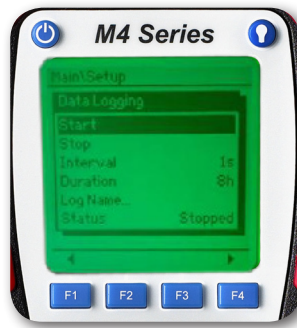 M4 Series
Main\Setup
Data Logging
Start
Stop
Interval 1s
Duration 8h
Log Name...
Status Stopped
F1 F2 F3 F4